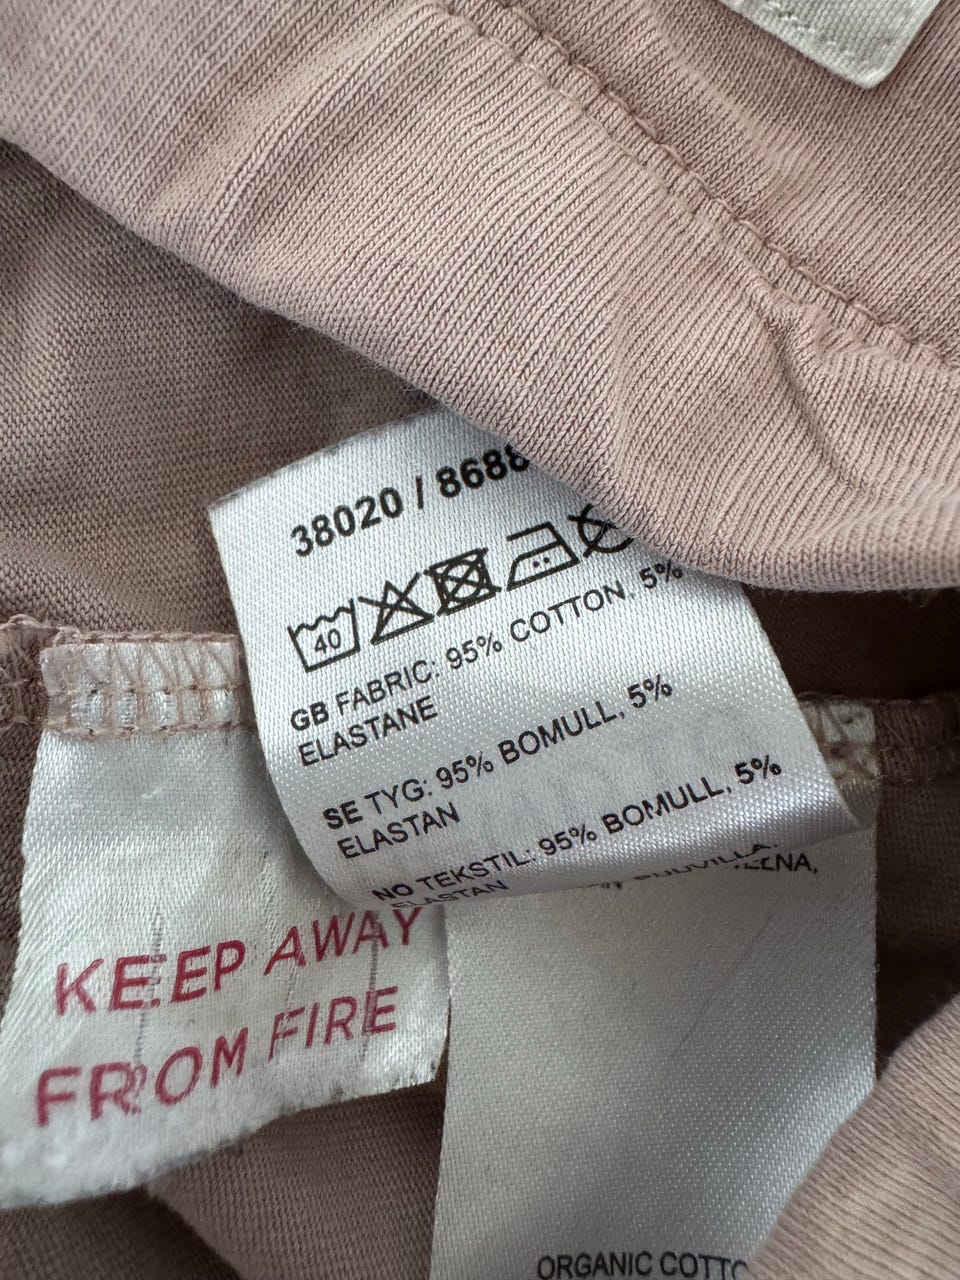 38020 / 8688
40
GB FABRIC: 95% COTTON, 5%
ELASTANE
SE TYG: 95% BOMULL, 5%
ELASTAN
NO TEKSTIL: 95% BOMULL, 5%
ELASTAN
KEEP AWAY
FROM FIRE
ORGANIC